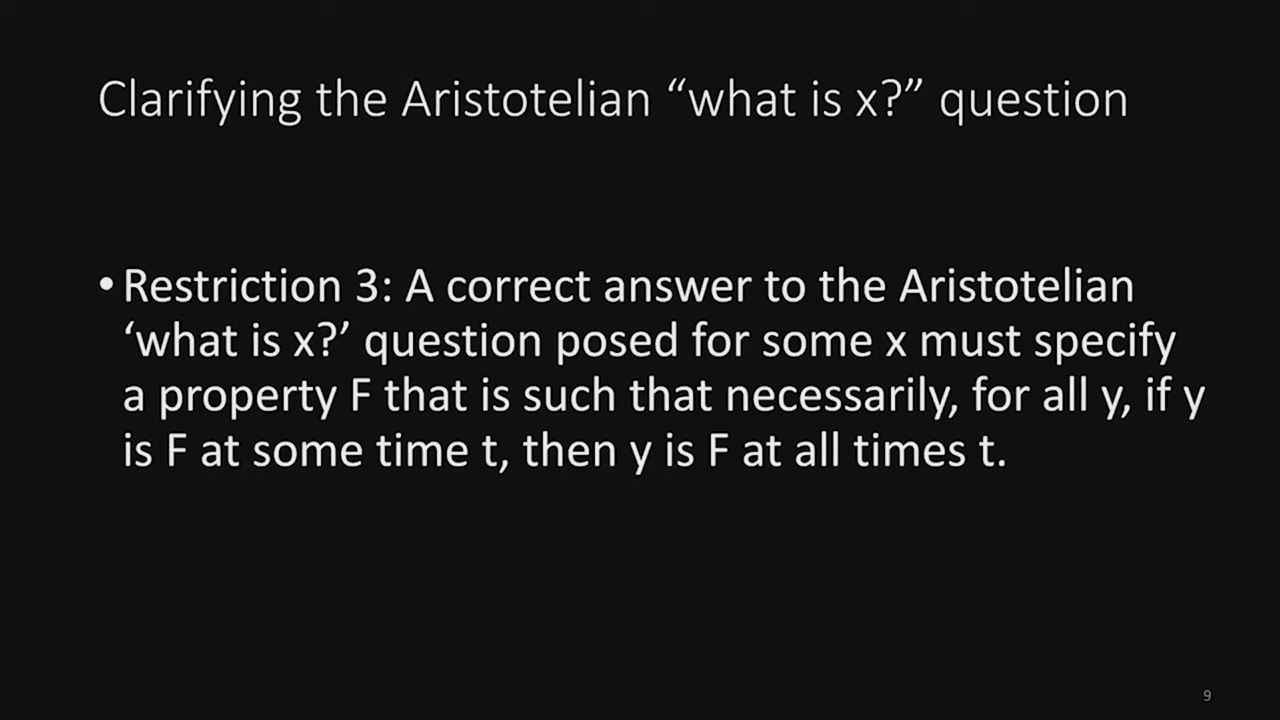 Clarifying the Aristotelian “what is x?” question
• Restriction 3: A correct answer to the Aristotelian
‘what is x?’ question posed for some x must specify
a property F that is such that necessarily, for all y, if y
is F at some time t, then y is F at all times t.
9